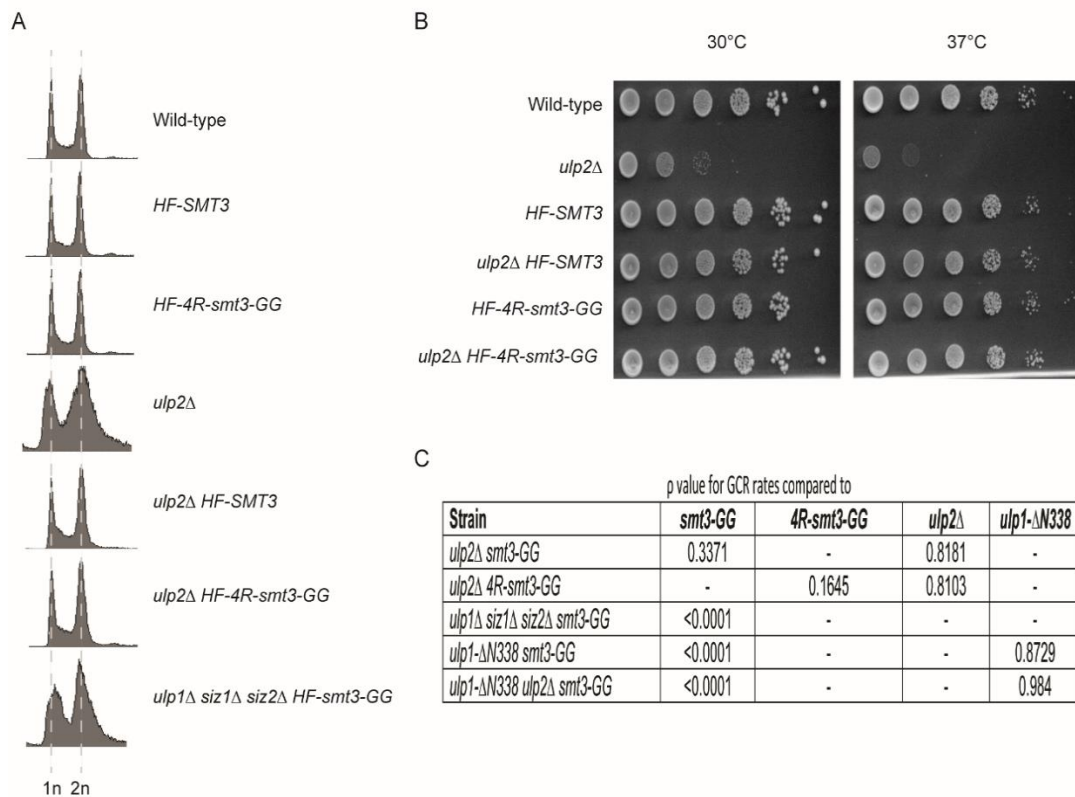 A
Wild-type
HF-SMT3
HF-4R-smt3-GG
ulp2Δ
ulp2Δ HF-SMT3
ulp2Δ HF-4R-smt3-GG
ulp1Δ siz1Δ siz2Δ HF-smt3-GG
1n 2n
B
30°C 37°C
Wild-type
ulp2Δ
HF-SMT3
ulp2Δ HF-SMT3
HF-4R-smt3-GG
ulp2Δ HF-4R-smt3-GG
C
p value for GCR rates compared to
Strain smt3-GG 4R-smt3-GG ulp2Δ ulp1-ΔN338
ulp2Δ smt3-GG 0.3371 - 0.8181 -
ulp2Δ 4R-smt3-GG - 0.1645 0.8103 -
ulp1Δ siz1Δ siz2Δ smt3-GG <0.0001 - - -
ulp1-ΔN338 smt3-GG <0.0001 - - 0.8729
ulp1-ΔN338 ulp2Δ smt3-GG <0.0001 - - 0.984